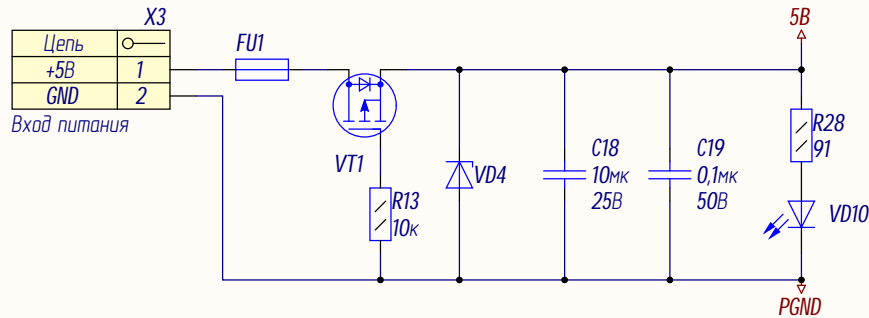 X3
Цепь
+5В 1
GND 2
Вход питания
FU1
VT1
R13
10к
VD4
C18
10мк
25В
C19
0,1мк
50В
5В
R28
91
VD10
PGND